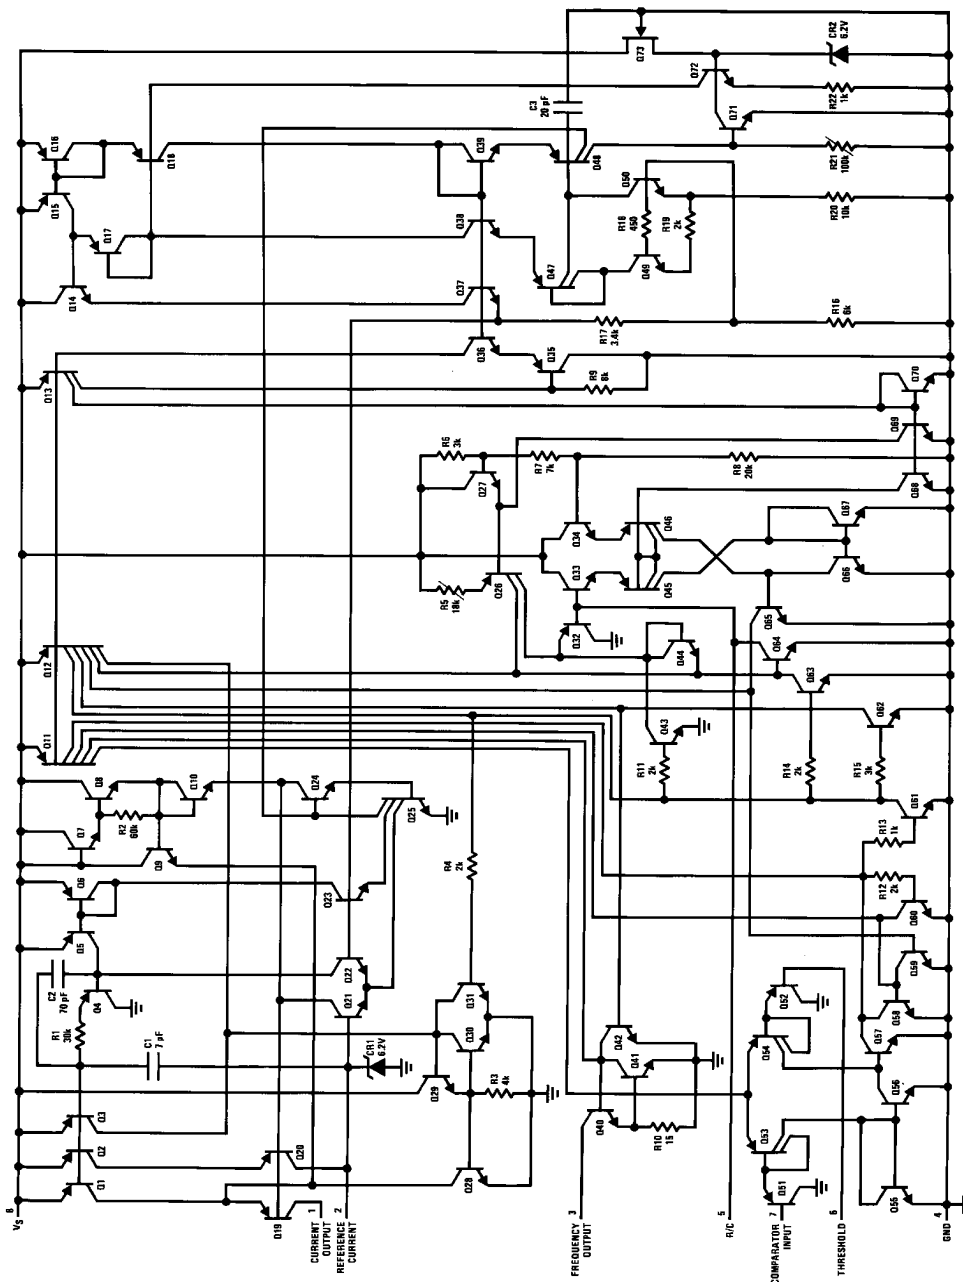 8
VS
Q1
Q2
Q3
R1
30k
C2
70 pF
Q4
Q5
Q6
Q7
Q8
R2
60k
Q9
Q10
Q11
Q12
Q13
Q14
Q15
Q16
Q17
Q18
C1
7 pF
Q19
Q20
Q21
Q22
Q23
Q24
Q25
CURRENT
OUTPUT
1
REFERENCE
CURRENT
2
CR1
6.2V
Q28
Q29
Q30
Q31
R3
4k
R4
2k
R5
18k
Q26
Q27
R6
3k
R7
7k
Q32
Q33
Q34
Q35
Q36
Q37
Q38
Q39
R9
8k
R17
3.4k
Q47
Q48
C3
20 pF
FREQUENCY
OUTPUT
3
Q40
Q41
Q42
R10
15
R11
2k
Q43
Q44
Q45
Q46
R18
450
R19
2k
Q49
Q50
Q73
R/C
5
COMPARATOR
INPUT
7
Q51
Q52
Q53
Q54
THRESHOLD
6
R14
2k
R15
3k
R8
20k
R16
6k
R20
10k
R21
100k
R22
1k
Q71
Q72
CR2
6.2V
Q55
Q56
Q57
Q58
Q59
Q60
R12
2k
R13
1k
Q61
Q62
Q63
Q64
Q65
Q66
Q67
Q68
Q69
Q70
GND
4